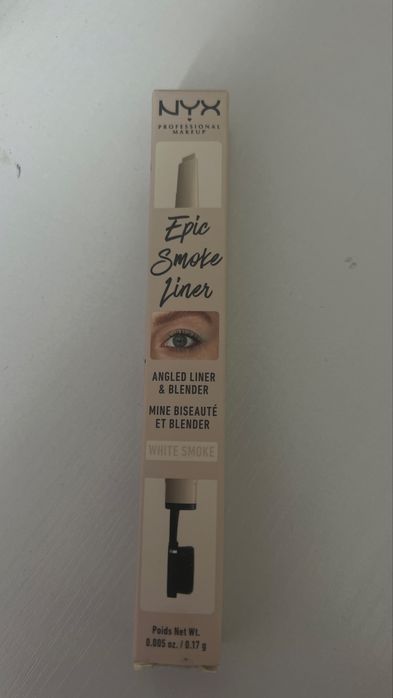 NYX
PROFESSIONAL
MAKEUP
Epic
Smoke
Liner
ANGLED LINER
& BLENDER
MINE BISEAUTÉ
ET BLENDER
WHITE SMOKE
Poids Net Wt.
0.005 oz. / 0.17 g